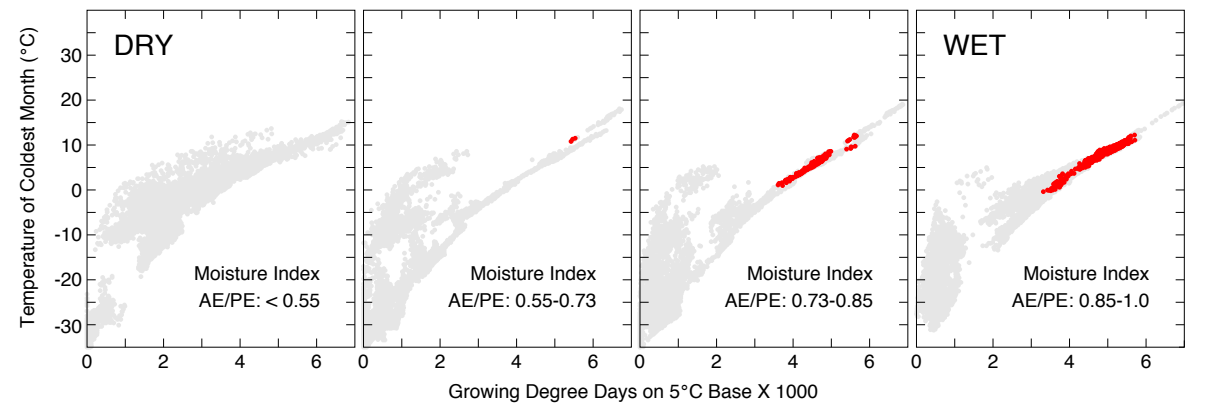 Temperature of Coldest Month (°C)
30
20
10
0
-10
-20
-30
DRY
WET
Moisture Index
AE/PE: < 0.55
Moisture Index
AE/PE: 0.55-0.73
Moisture Index
AE/PE: 0.73-0.85
Moisture Index
AE/PE: 0.85-1.0
0 2 4 6 0 2 4 6 0 2 4 6 0 2 4 6
Growing Degree Days on 5°C Base X 1000